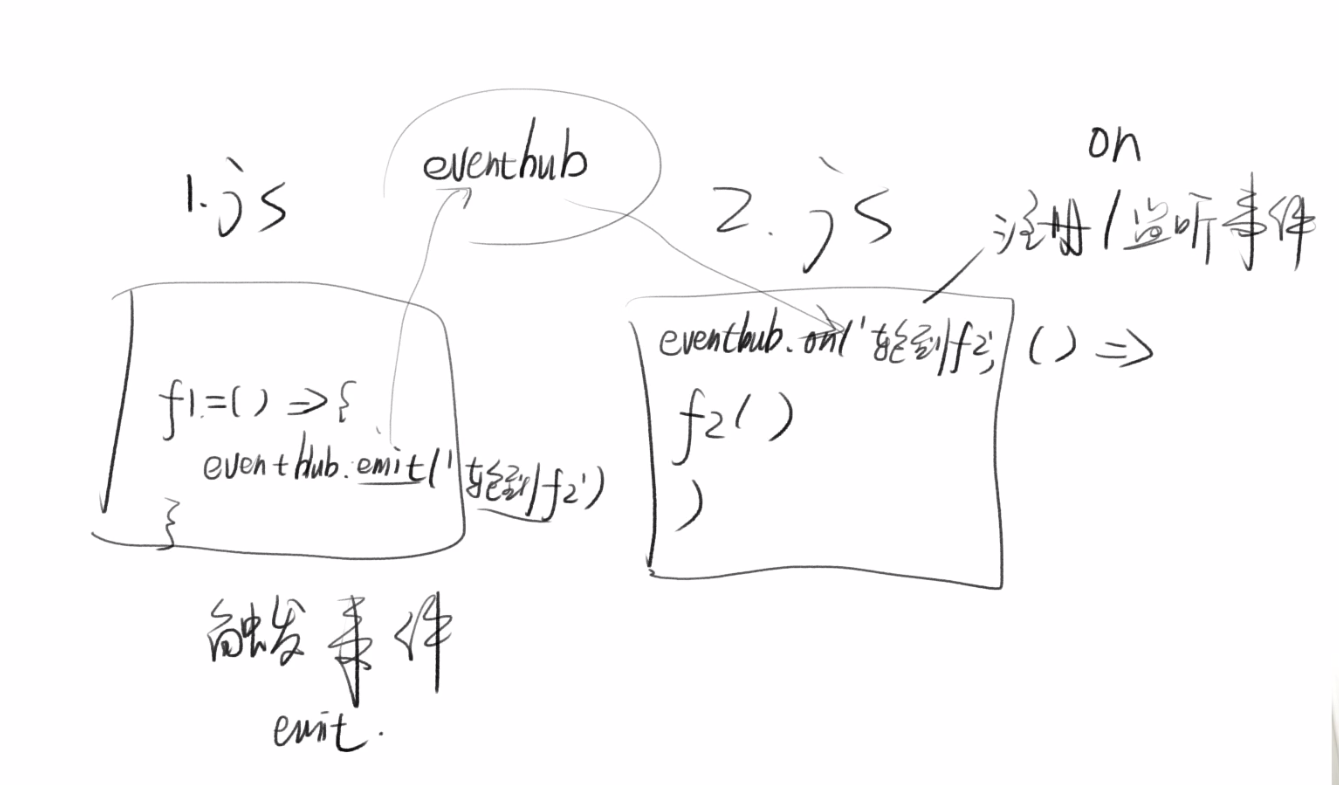 eventhub
1.js
f1=() => {
eventhub.emit('轮到f2')
}
触发事件
emit.
2.js
on
注册/监听事件
eventhub.on('轮到f2', () =>
f2()
)